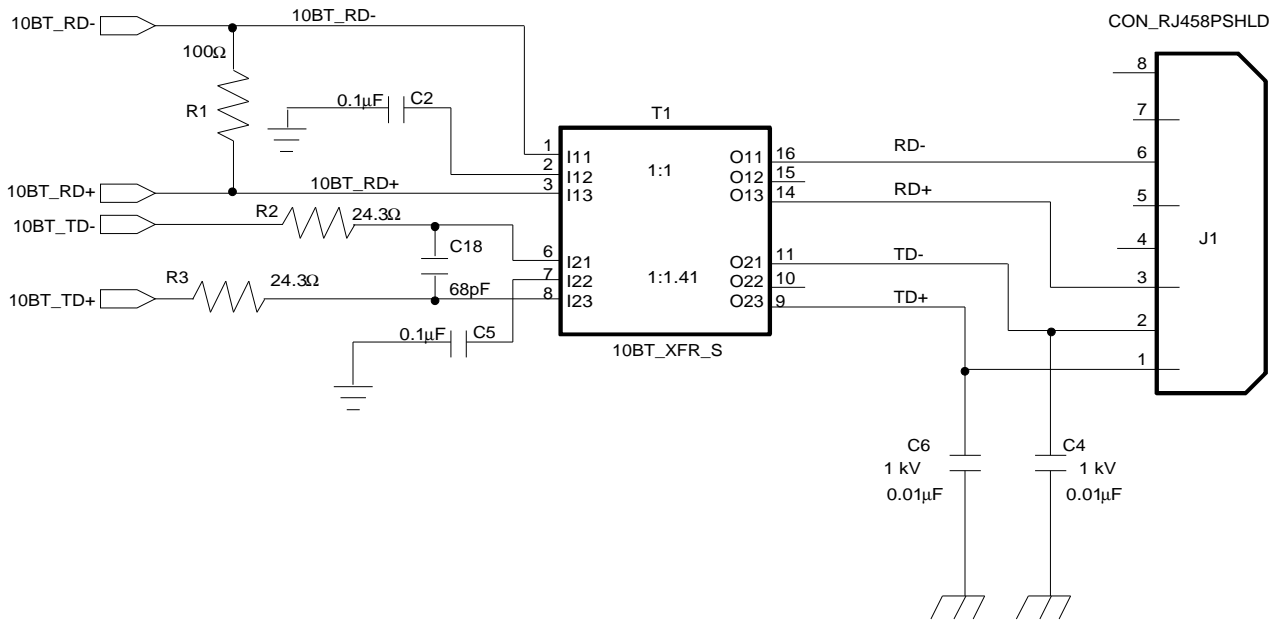 10BT_RD-
10BT_RD-
CON_RJ458PSHLD
100Ω
R1
0.1µF
C2
T1
10BT_RD+
10BT_RD+
10BT_TD-
R2
24.3Ω
C18
68pF
R3
24.3Ω
10BT_TD+
0.1µF
C5
1
2
3
6
7
8
I11
I12
I13
I21
I22
I23
1:1
1:1.41
O11
O12
O13
O21
O22
O23
16
15
14
11
10
9
10BT_XFR_S
RD-
RD+
TD-
TD+
8
7
6
5
4
3
2
1
J1
C6
1 kV
0.01µF
C4
1 kV
0.01µF